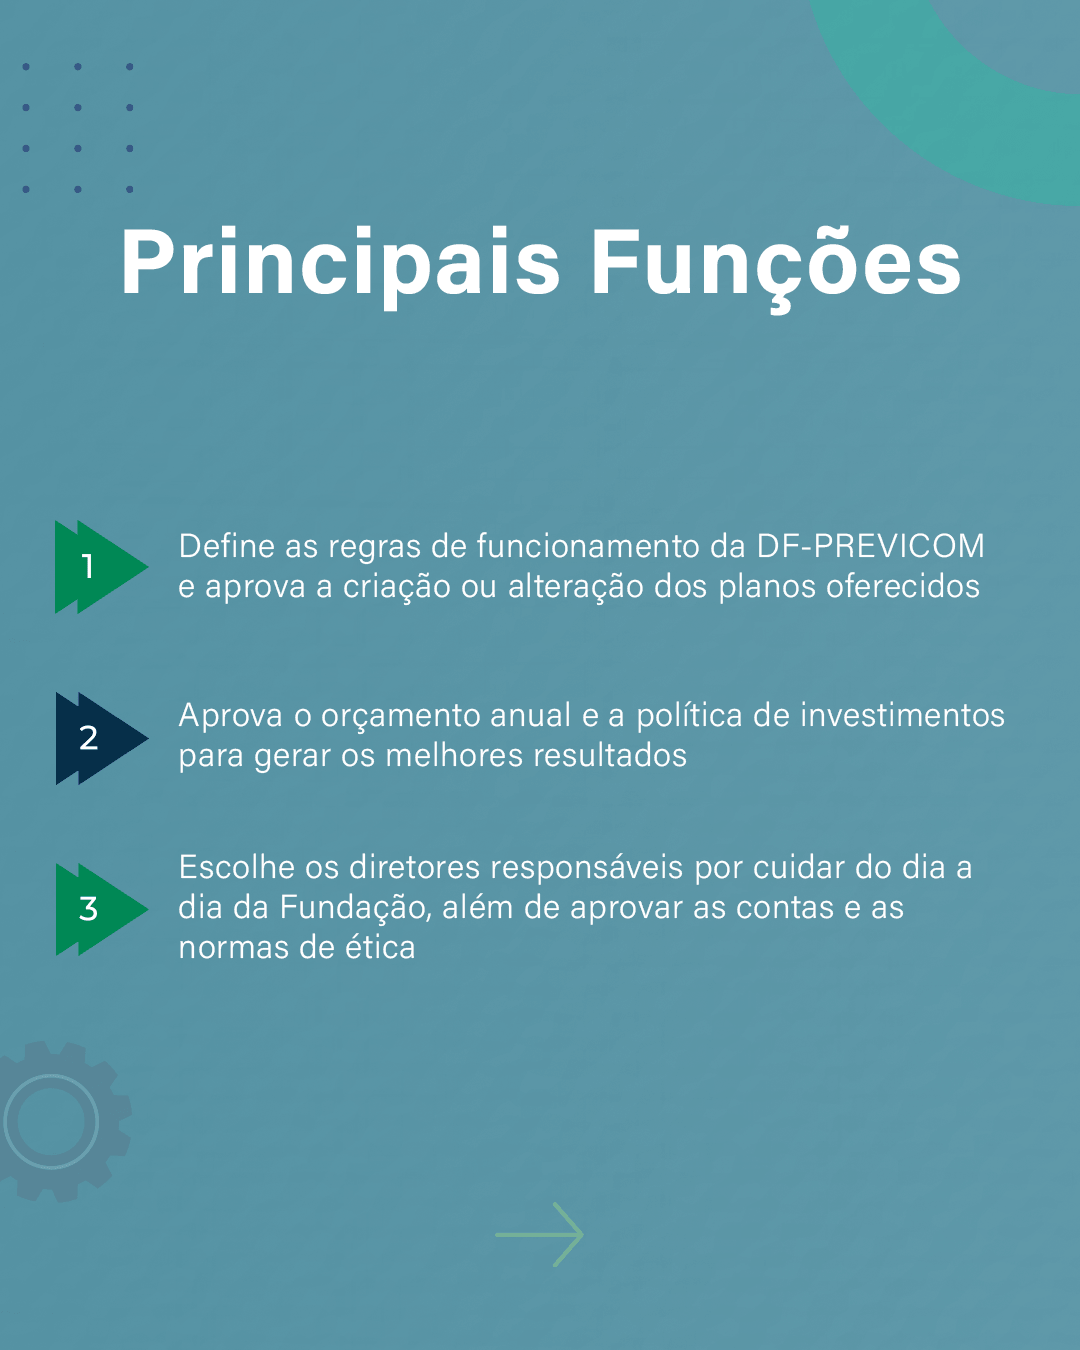 Principais Funções
1
Define as regras de funcionamento da DF-PREVICOM
e aprova a criação ou alteração dos planos oferecidos
2
Aprova o orçamento anual e a política de investimentos
para gerar os melhores resultados
3
Escolhe os diretores responsáveis por cuidar do dia a
dia da Fundação, além de aprovar as contas e as
normas de ética